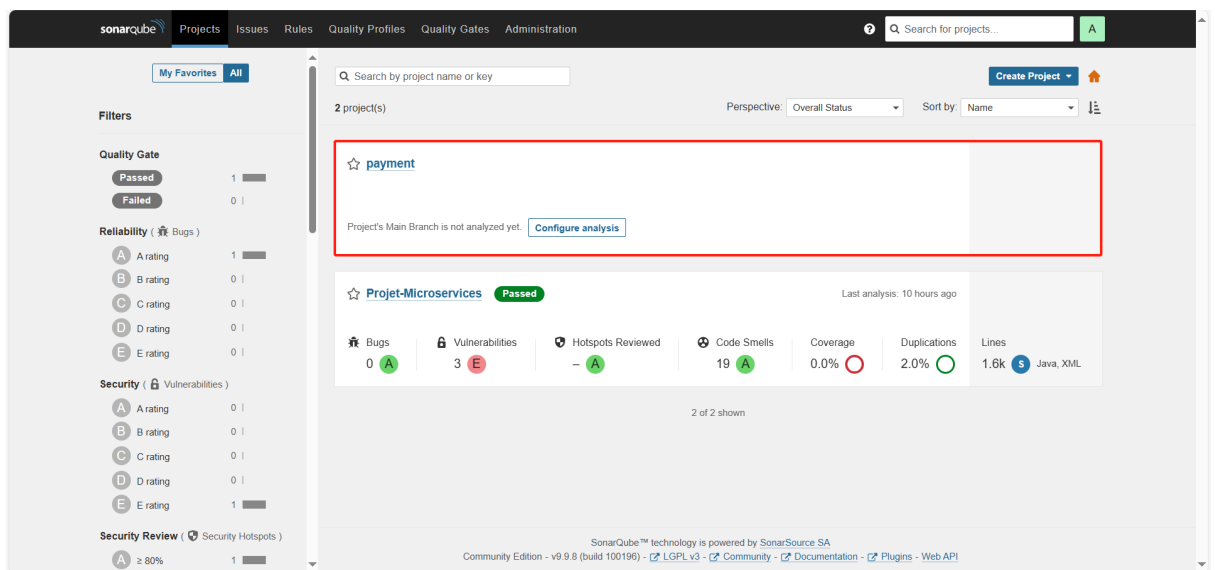 sonarqube Projects Issues Rules Quality Profiles Quality Gates Administration ? Search for projects... A
My Favorites All
Search by project name or key
Create Project
Filters
2 project(s)
Perspective: Overall Status
Sort by: Name
Quality Gate
Passed 1
Failed 0
Reliability ( Bugs )
A A rating 1
B B rating 0
C C rating 0
D D rating 0
E E rating 0
Security ( Vulnerabilities )
A A rating 0
B B rating 0
C C rating 0
D D rating 0
E E rating 1
Security Review ( Security Hotspots )
A ≥ 80% 1
payment
Project's Main Branch is not analyzed yet. Configure analysis
Projet-Microservices Passed
Last analysis: 10 hours ago
Bugs Vulnerabilities Hotspots Reviewed Code Smells Coverage Duplications Lines
0 A 3 E – A 19 A 0.0% 2.0% 1.6k S Java, XML
2 of 2 shown
SonarQube™ technology is powered by SonarSource SA
Community Edition - v9.9.8 (build 100196) - LGPL v3 - Community - Documentation - Plugins - Web API